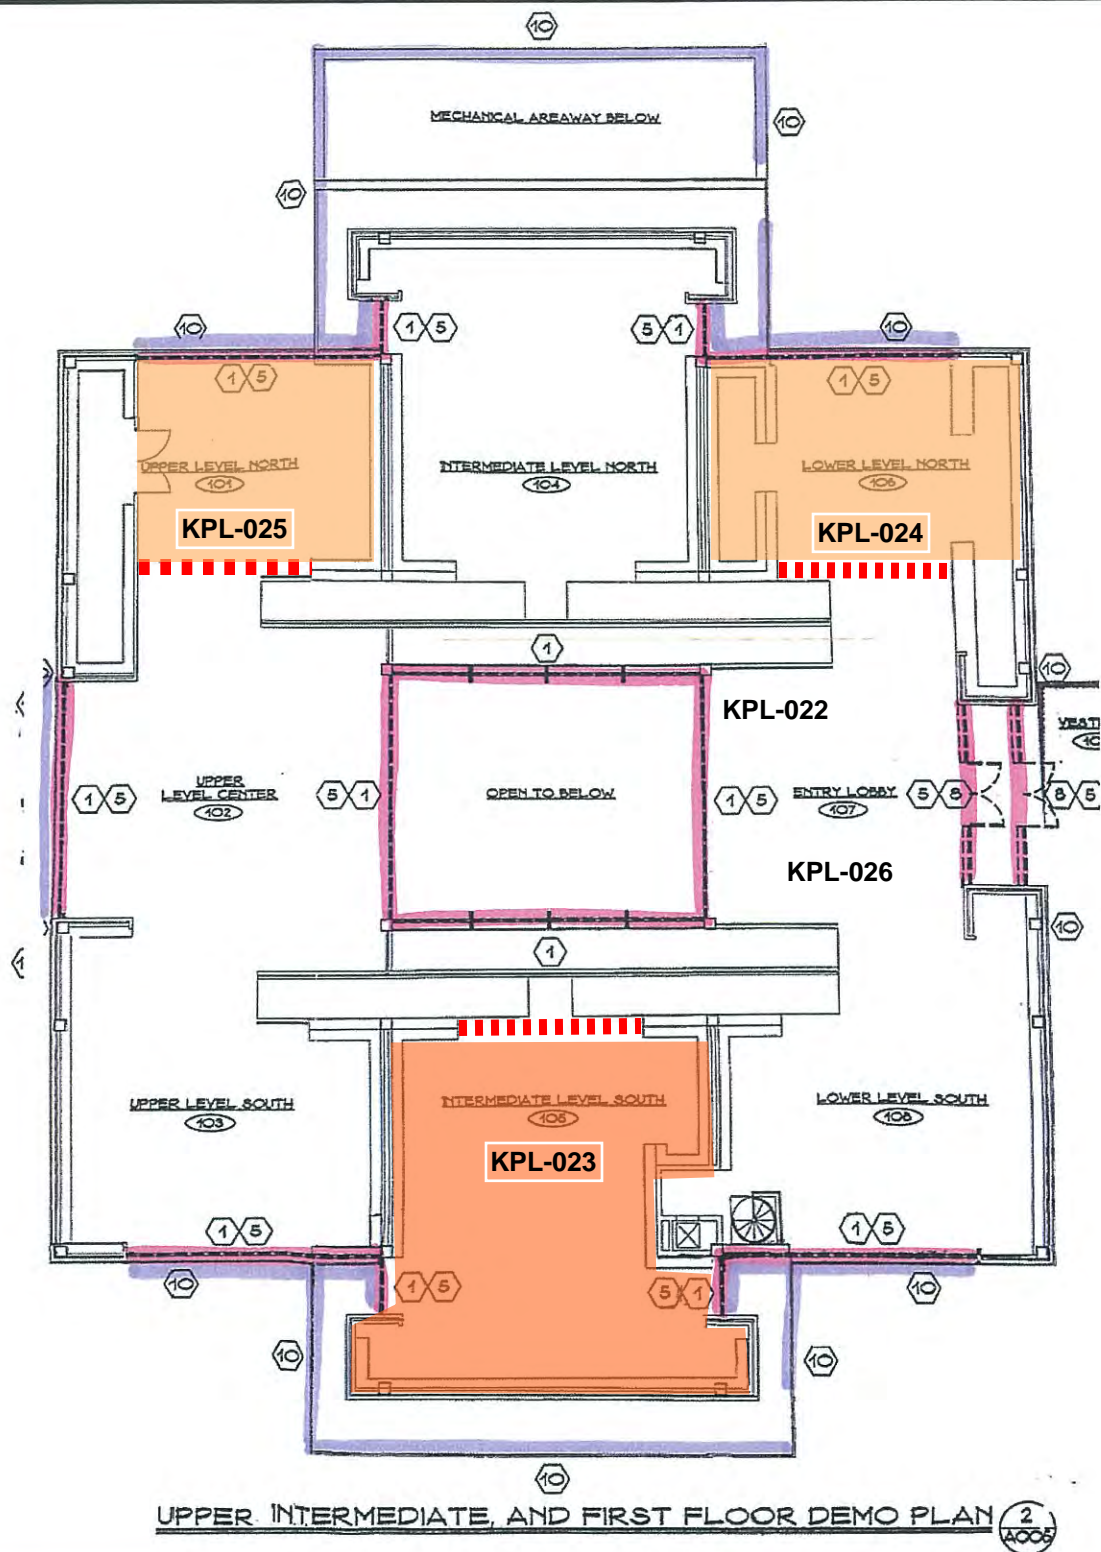 10
MECHANICAL AREAWAY BELOW
10
10
10
1 5
5 1
10
1 5
1 5
UPPER LEVEL NORTH
101
INTERMEDIATE LEVEL NORTH
104
LOWER LEVEL NORTH
106
KPL-025
KPL-024
1
10
KPL-022
VEST
10
1 5
UPPER
LEVEL CENTER
102
5 1
OPEN TO BELOW
1 5
ENTRY LOBBY
107
5 8
8 5
KPL-026
1
10
UPPER LEVEL SOUTH
103
INTERMEDIATE LEVEL SOUTH
105
LOWER LEVEL SOUTH
108
KPL-023
1 5
1 5
10
1 5
5 1
10
10
10
10
UPPER INTERMEDIATE, AND FIRST FLOOR DEMO PLAN
2
A005